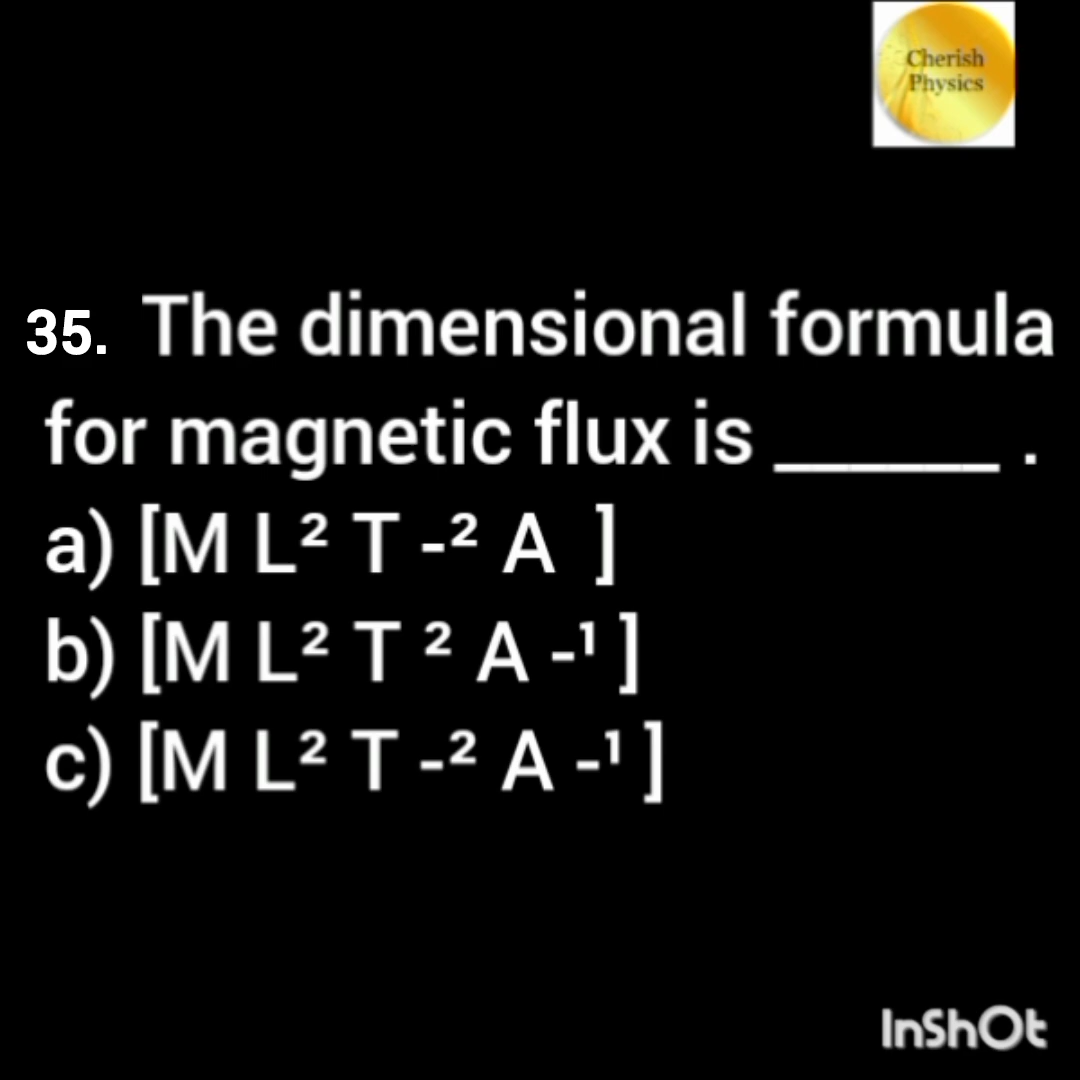 Cherish
Physics
35. The dimensional formula
for magnetic flux is ______ .
a) [M L² T -² A ]
b) [M L² T ² A -¹ ]
c) [M L² T -² A -¹ ]
InShOt